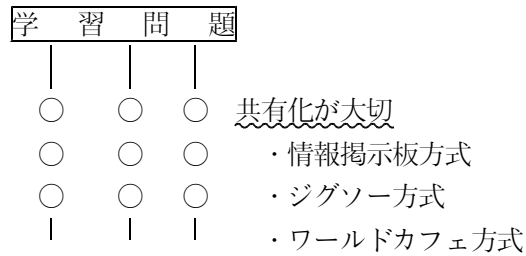 学習問題
○ ○ ○ 共有化が大切
○ ○ ○ ・情報掲示板方式
○ ○ ○ ・ジグソー方式
・ワールドカフェ方式